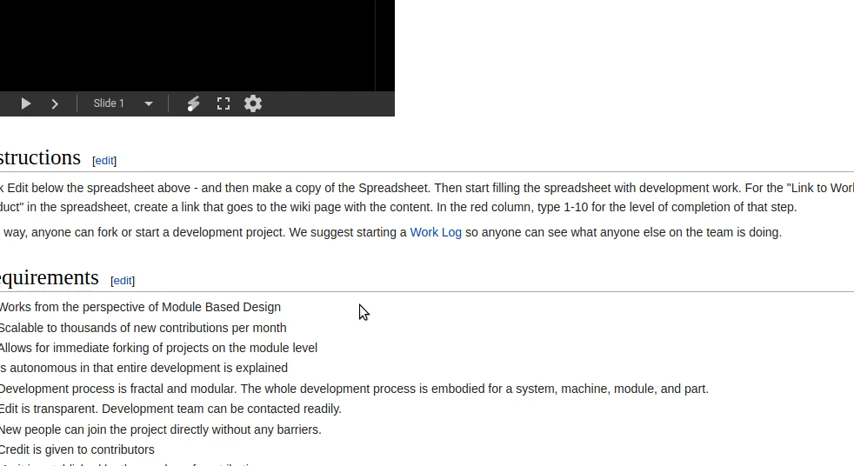 Slide 1
structions [edit]
k Edit below the spreadsheet above - and then make a copy of the Spreadsheet. Then start filling the spreadsheet with development work. For the "Link to Worl
duct" in the spreadsheet, create a link that goes to the wiki page with the content. In the red column, type 1-10 for the level of completion of that step.
way, anyone can fork or start a development project. We suggest starting a Work Log so anyone can see what anyone else on the team is doing.
equirements [edit]
Works from the perspective of Module Based Design
Scalable to thousands of new contributions per month
Allows for immediate forking of projects on the module level
s autonomous in that entire development is explained
Development process is fractal and modular. The whole development process is embodied for a system, machine, module, and part.
Edit is transparent. Development team can be contacted readily.
New people can join the project directly without any barriers.
Credit is given to contributors